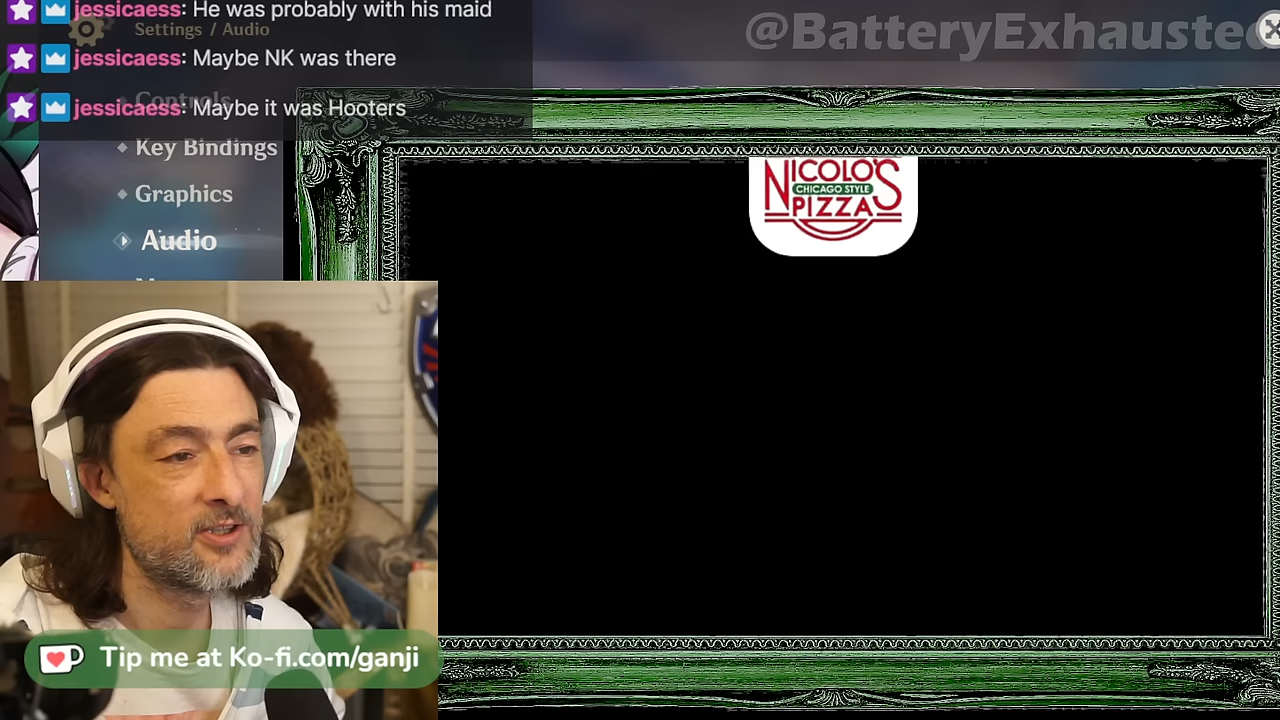 jessicaess: He was probably with his maid
Settings / Audio
@BatteryExhausted
jessicaess: Maybe NK was there
Controls
jessicaess: Maybe it was Hooters
Key Bindings
Graphics
Audio
NICOLO'S
CHICAGO STYLE
PIZZA
Tip me at Ko-fi.com/ganji